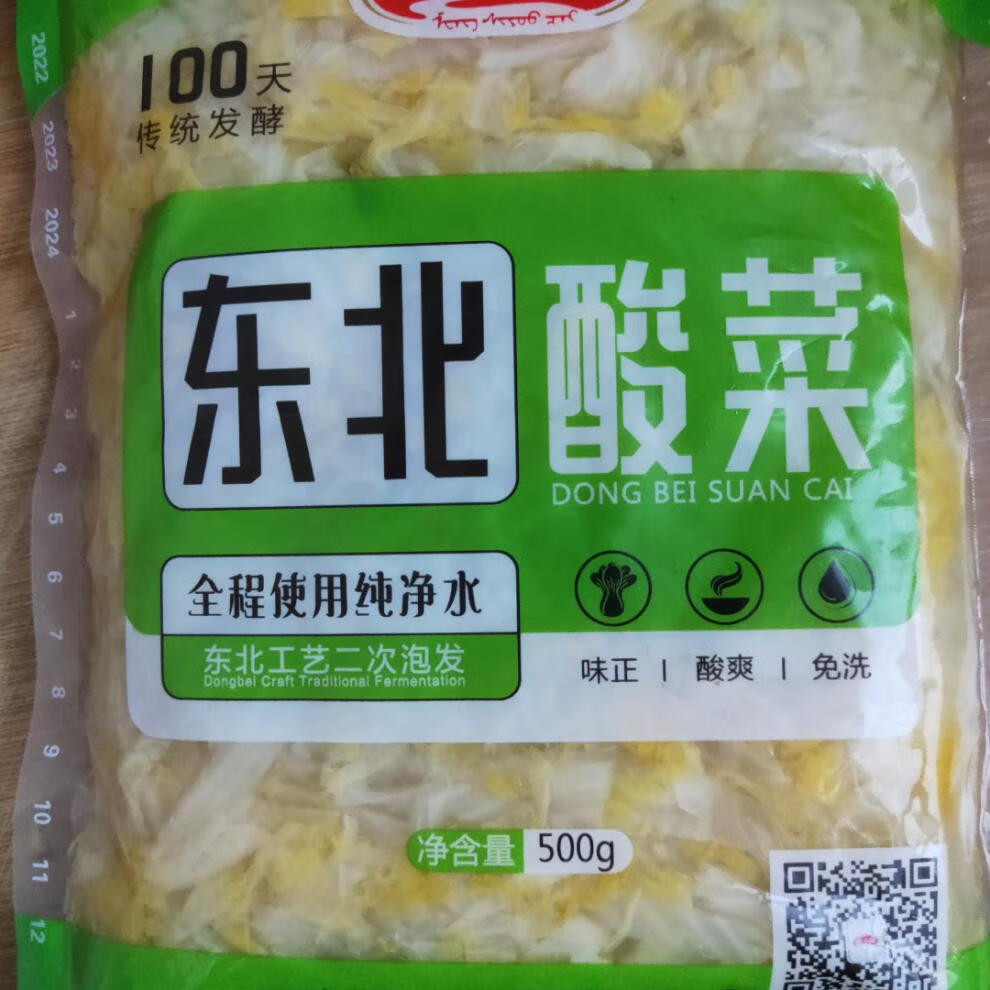 100天
传统发酵
2022
2023
2024
1
2
3
4
5
6
7
8
9
10
11
12
东北
酸菜
DONG BEI SUAN CAI
全程使用纯净水
东北工艺二次泡发
Dongbei Craft Traditional Fermentation
味正 | 酸爽 | 免洗
净含量 500g